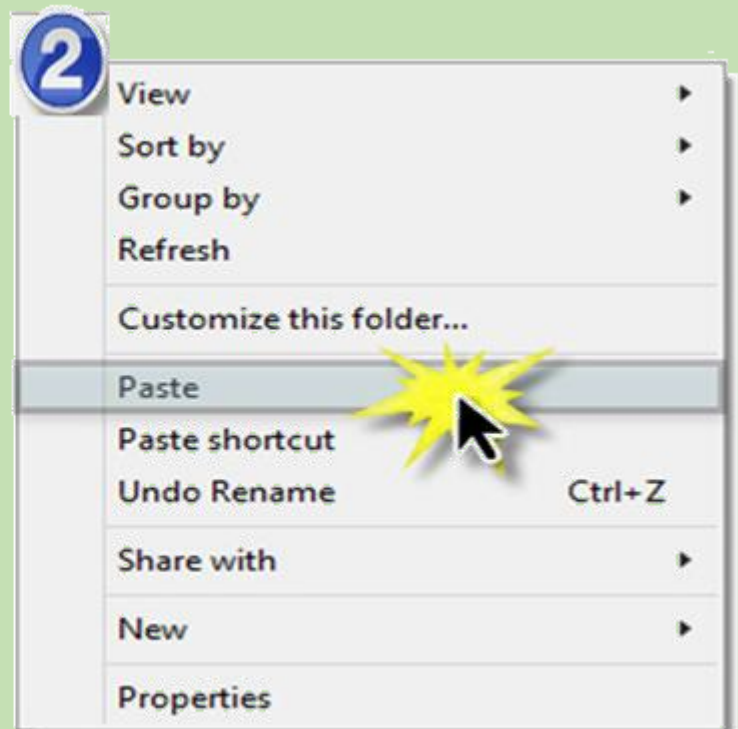 2
View
Sort by
Group by
Refresh
Customize this folder...
Paste
Paste shortcut
Undo Rename Ctrl+Z
Share with
New
Properties